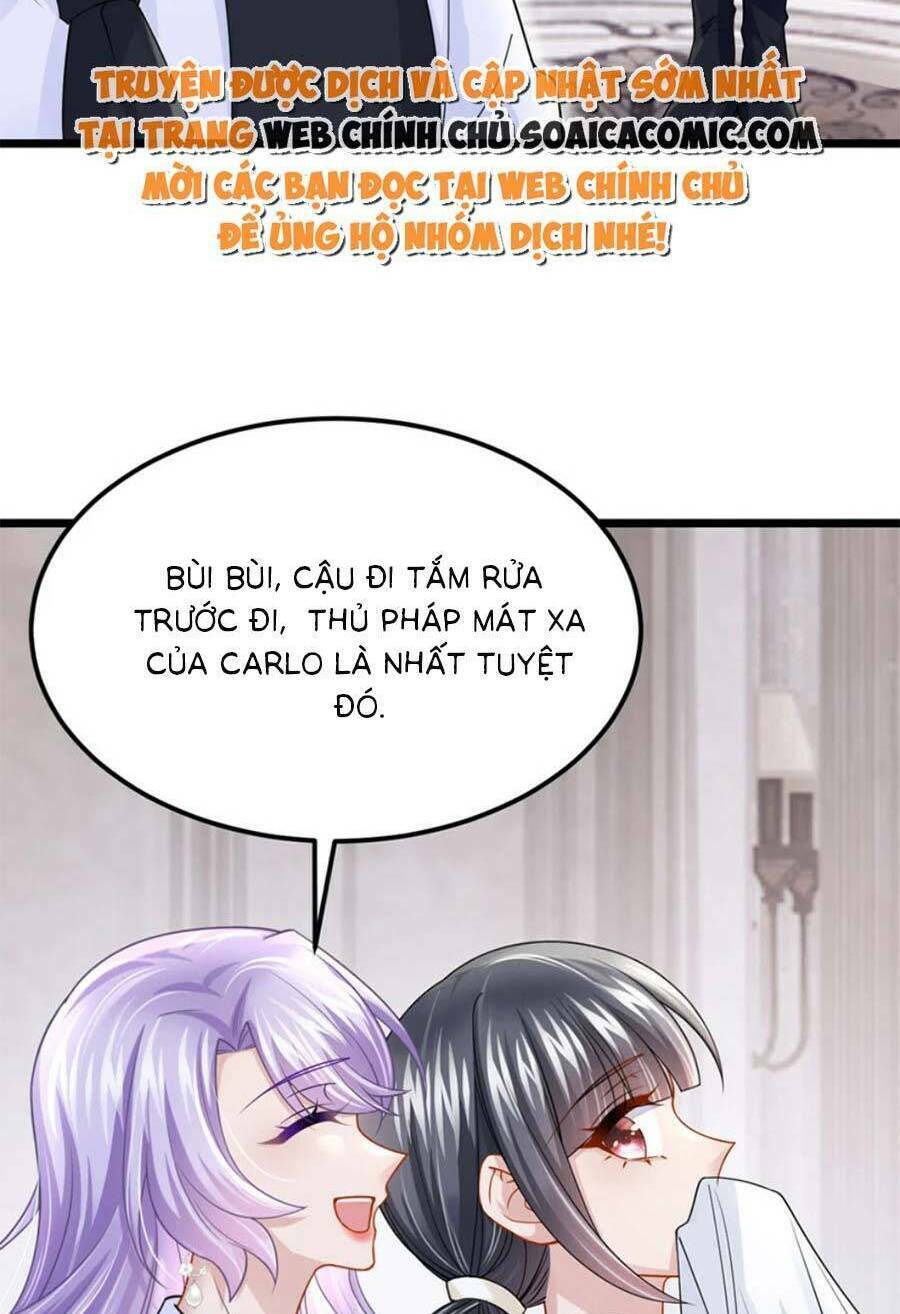 TRUYỆN ĐƯỢC DỊCH VÀ CẬP NHẬT SỚM NHẤT
TẠI TRANG WEB CHÍNH CHỦ SOAICACOMIC.COM
MỜI CÁC BẠN ĐỌC TẠI WEB CHÍNH CHỦ
ĐỂ ỦNG HỘ NHÓM DỊCH NHÉ!
BÙI BÙI, CẬU ĐI TẮM RỬA
TRƯỚC ĐI, THỦ PHÁP MÁT XA
CỦA CARLO LÀ NHẤT TUYỆT
ĐÓ.